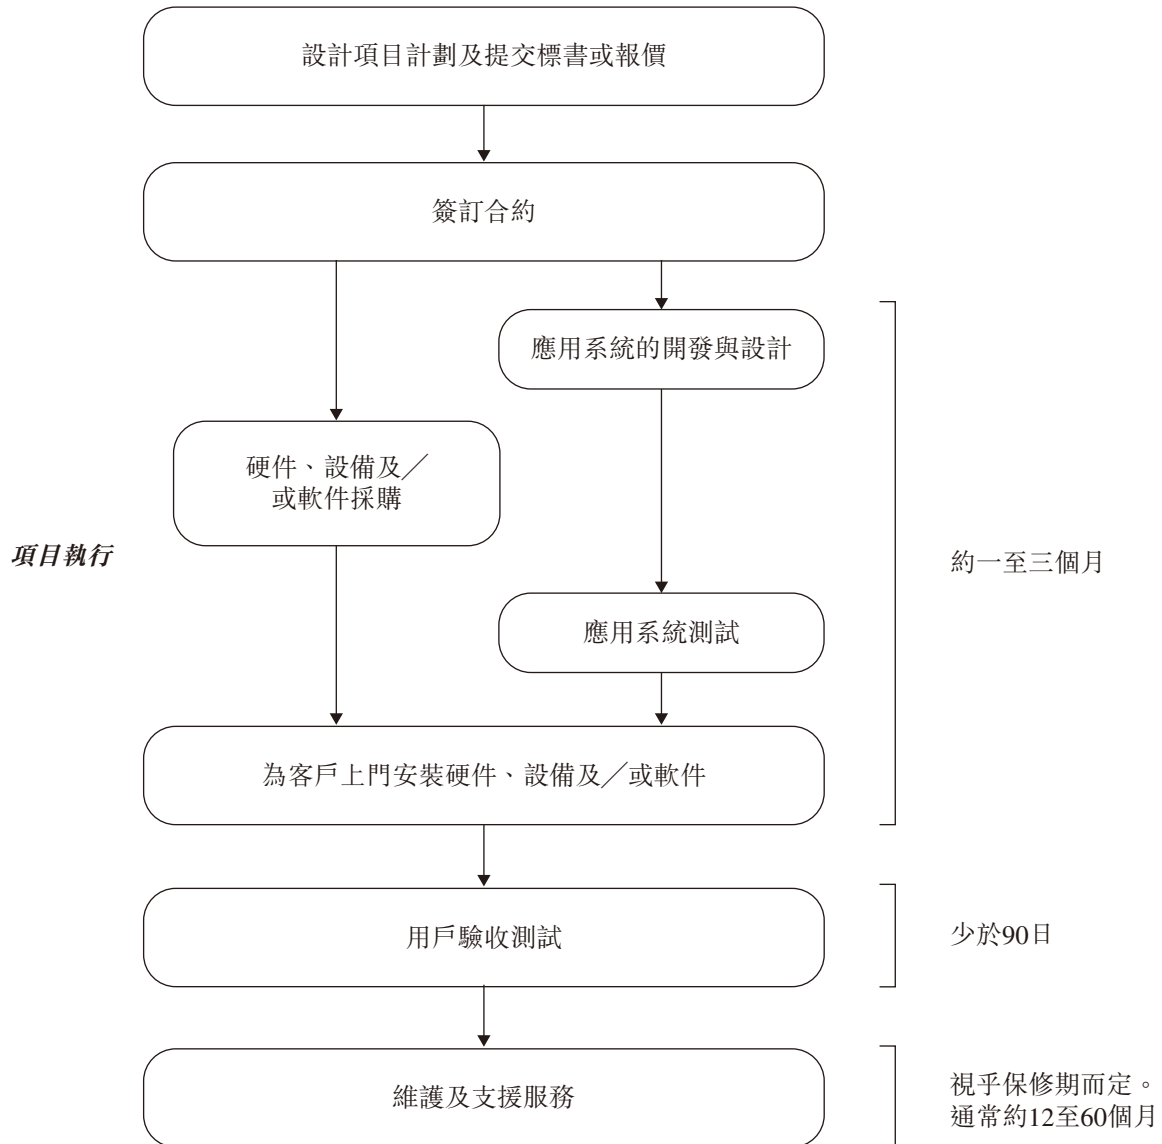 設計項目計劃及提交標書或報價
簽訂合約
應用系統的開發與設計
硬件、設備及／
或軟件採購
項目執行
約一至三個月
應用系統測試
為客戶上門安裝硬件、設備及／或軟件
用戶驗收測試
少於90日
維護及支援服務
視乎保修期而定。
通常約12至60個月